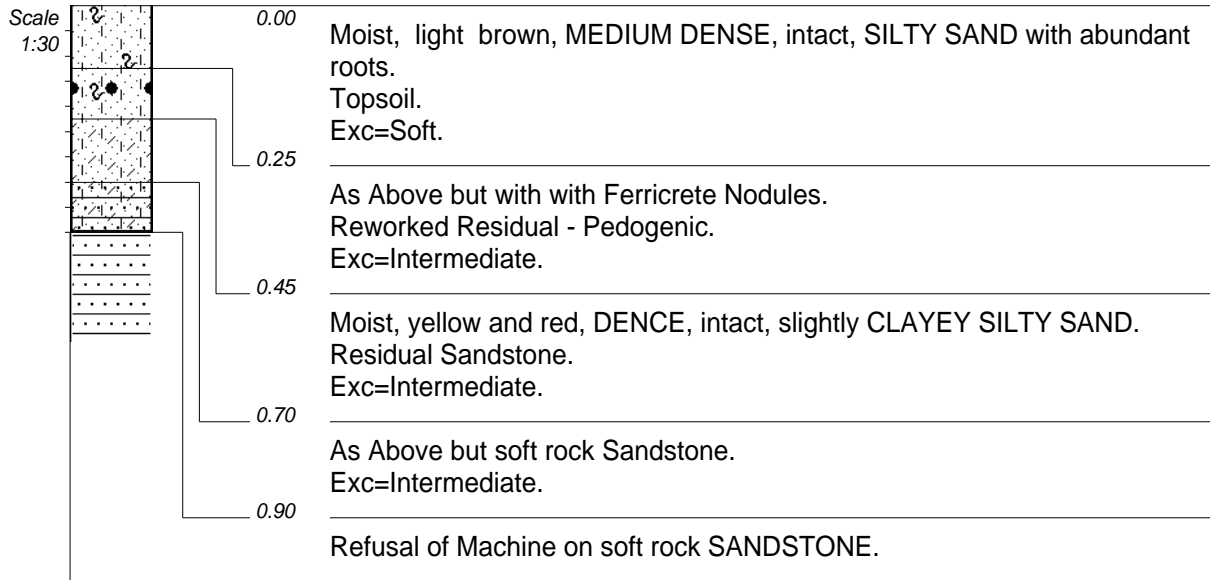 Scale
1:30
0.00
Moist, light brown, MEDIUM DENSE, intact, SILTY SAND with abundant
roots.
Topsoil.
Exc=Soft.
0.25
As Above but with with Ferricrete Nodules.
Reworked Residual - Pedogenic.
Exc=Intermediate.
0.45
Moist, yellow and red, DENCE, intact, slightly CLAYEY SILTY SAND.
Residual Sandstone.
Exc=Intermediate.
0.70
As Above but soft rock Sandstone.
Exc=Intermediate.
0.90
Refusal of Machine on soft rock SANDSTONE.